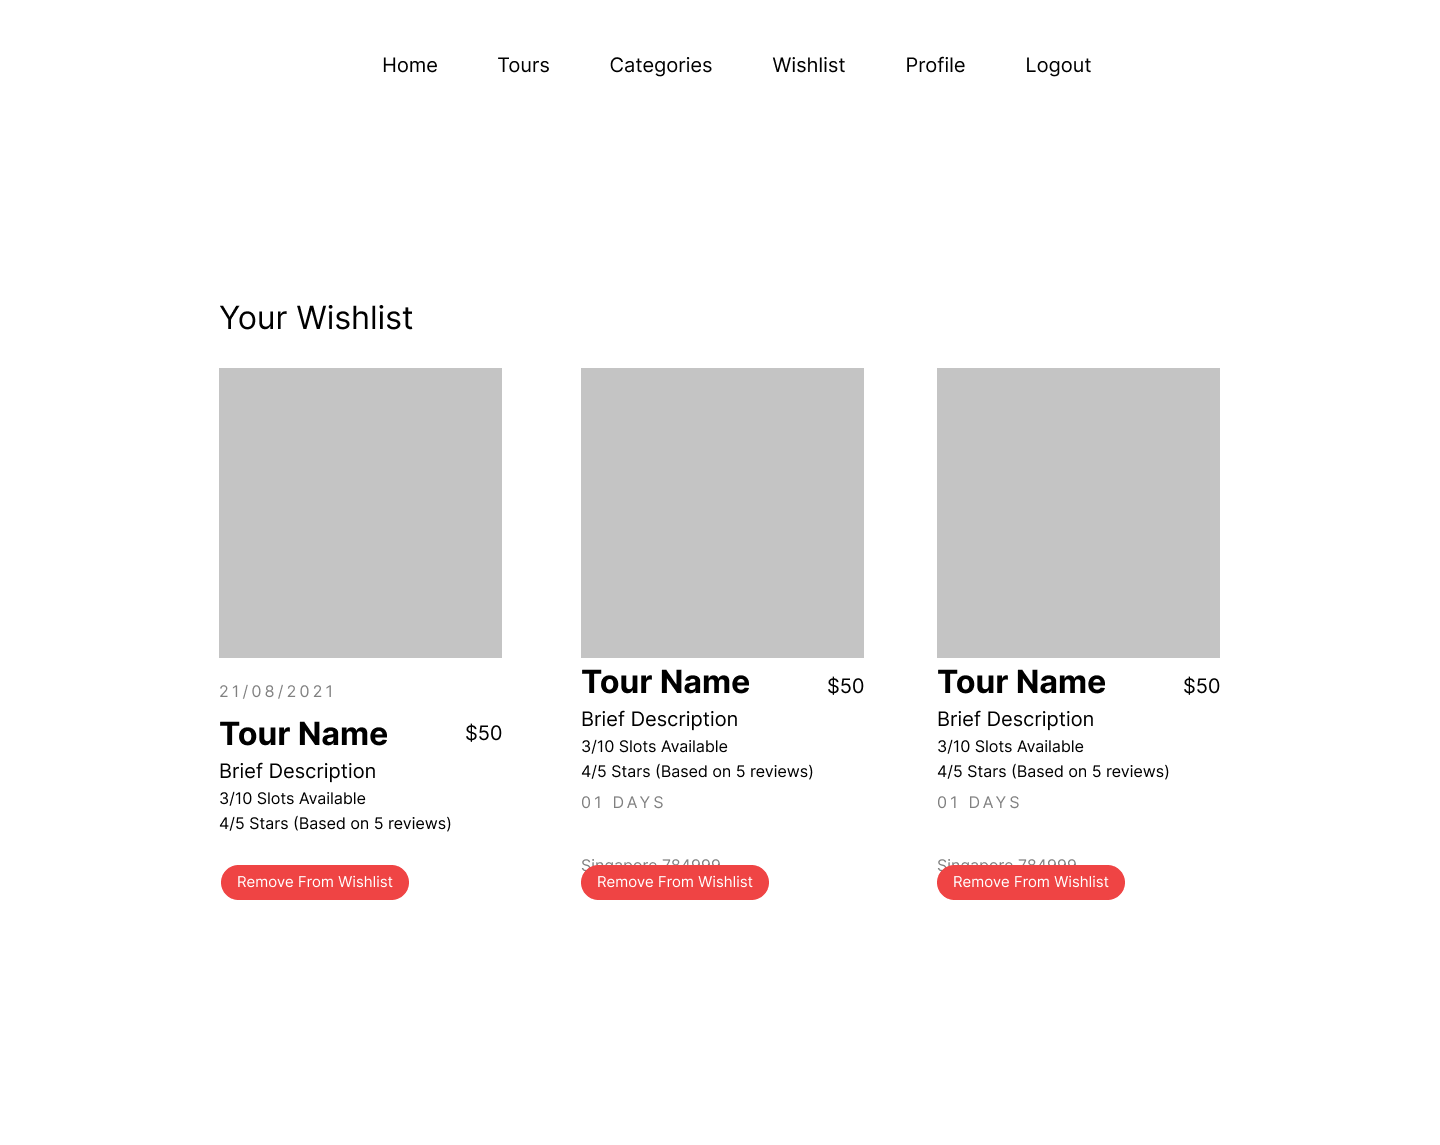 Home Tours Categories Wishlist Profile Logout
Your Wishlist
21/08/2021
Tour Name $50
Brief Description
3/10 Slots Available
4/5 Stars (Based on 5 reviews)
Remove From Wishlist
Tour Name $50
Brief Description
3/10 Slots Available
4/5 Stars (Based on 5 reviews)
01 DAYS
Singapore 784999
Remove From Wishlist
Tour Name $50
Brief Description
3/10 Slots Available
4/5 Stars (Based on 5 reviews)
01 DAYS
Singapore 784999
Remove From Wishlist